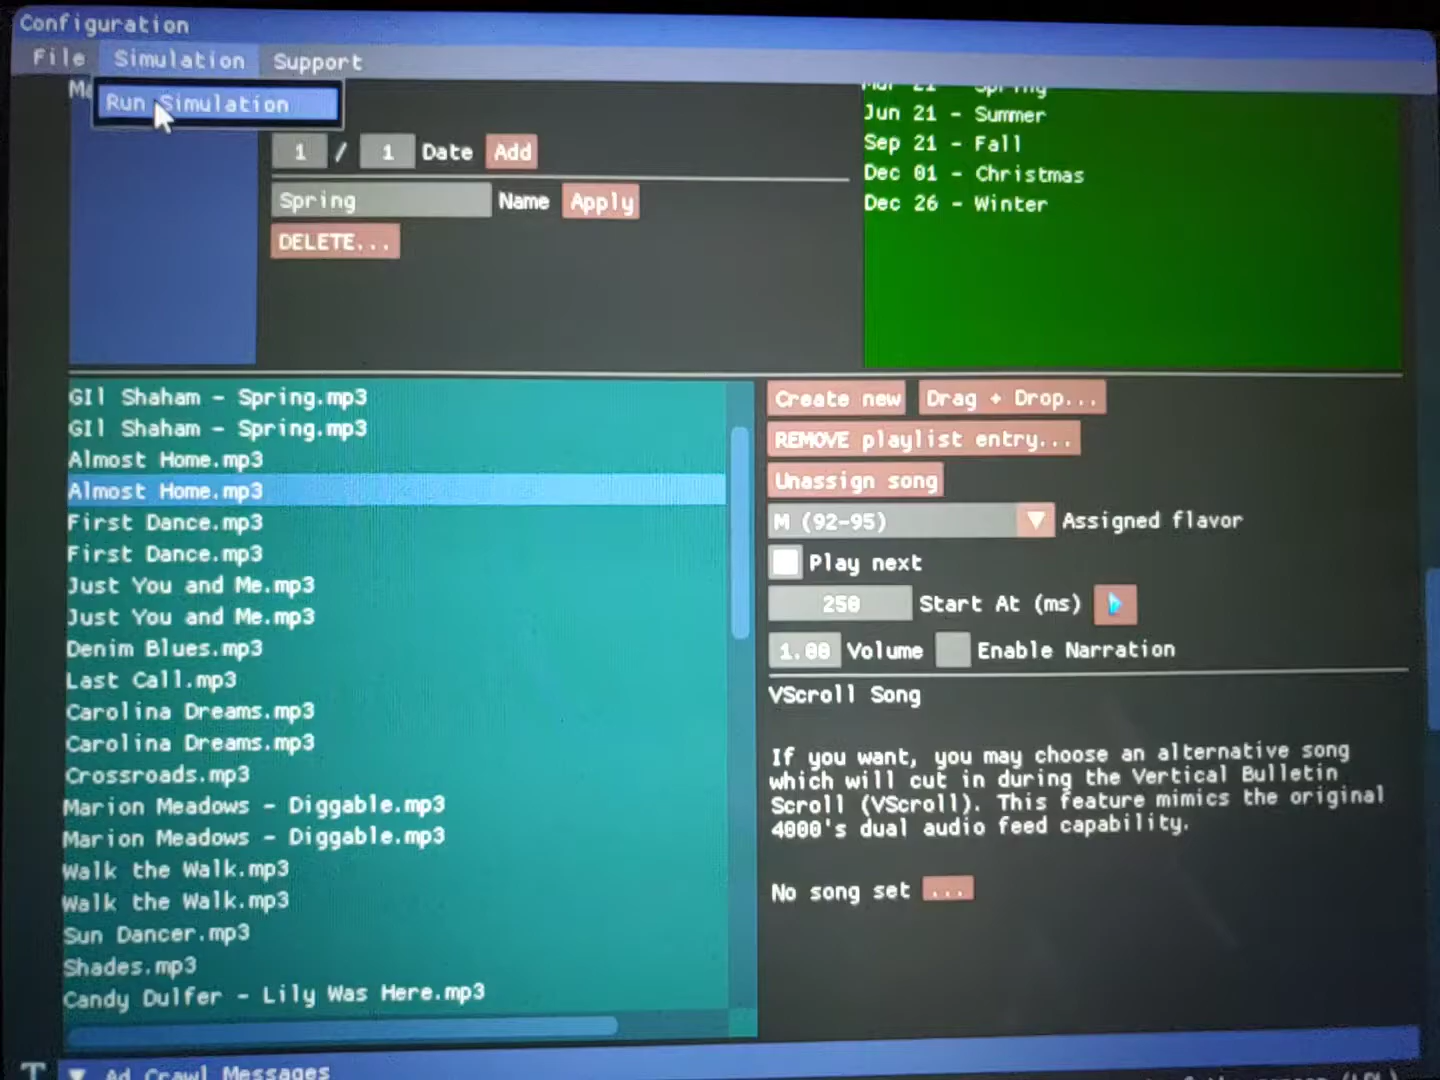 Configuration
File Simulation Support
Run Simulation
1 / 1 Date Add
Spring Name Apply
DELETE...
Mar 21 - Spring
Jun 21 - Summer
Sep 21 - Fall
Dec 01 - Christmas
Dec 26 - Winter
GIl Shaham - Spring.mp3
GIl Shaham - Spring.mp3
Almost Home.mp3
Almost Home.mp3
First Dance.mp3
First Dance.mp3
Just You and Me.mp3
Just You and Me.mp3
Denim Blues.mp3
Last Call.mp3
Carolina Dreams.mp3
Carolina Dreams.mp3
Crossroads.mp3
Marion Meadows - Diggable.mp3
Marion Meadows - Diggable.mp3
Walk the Walk.mp3
Walk the Walk.mp3
Sun Dancer.mp3
Shades.mp3
Candy Dulfer - Lily Was Here.mp3
Create new Drag + Drop...
REMOVE playlist entry...
Unassign song
M (92-95) Assigned flavor
Play next
250 Start At (ms)
1.00 Volume Enable Narration
VScroll Song
If you want, you may choose an alternative song
which will cut in during the Vertical Bulletin
Scroll (VScroll). This feature mimics the original
4000's dual audio feed capability.
No song set ...
Ad Crawl Messages
(LDL)